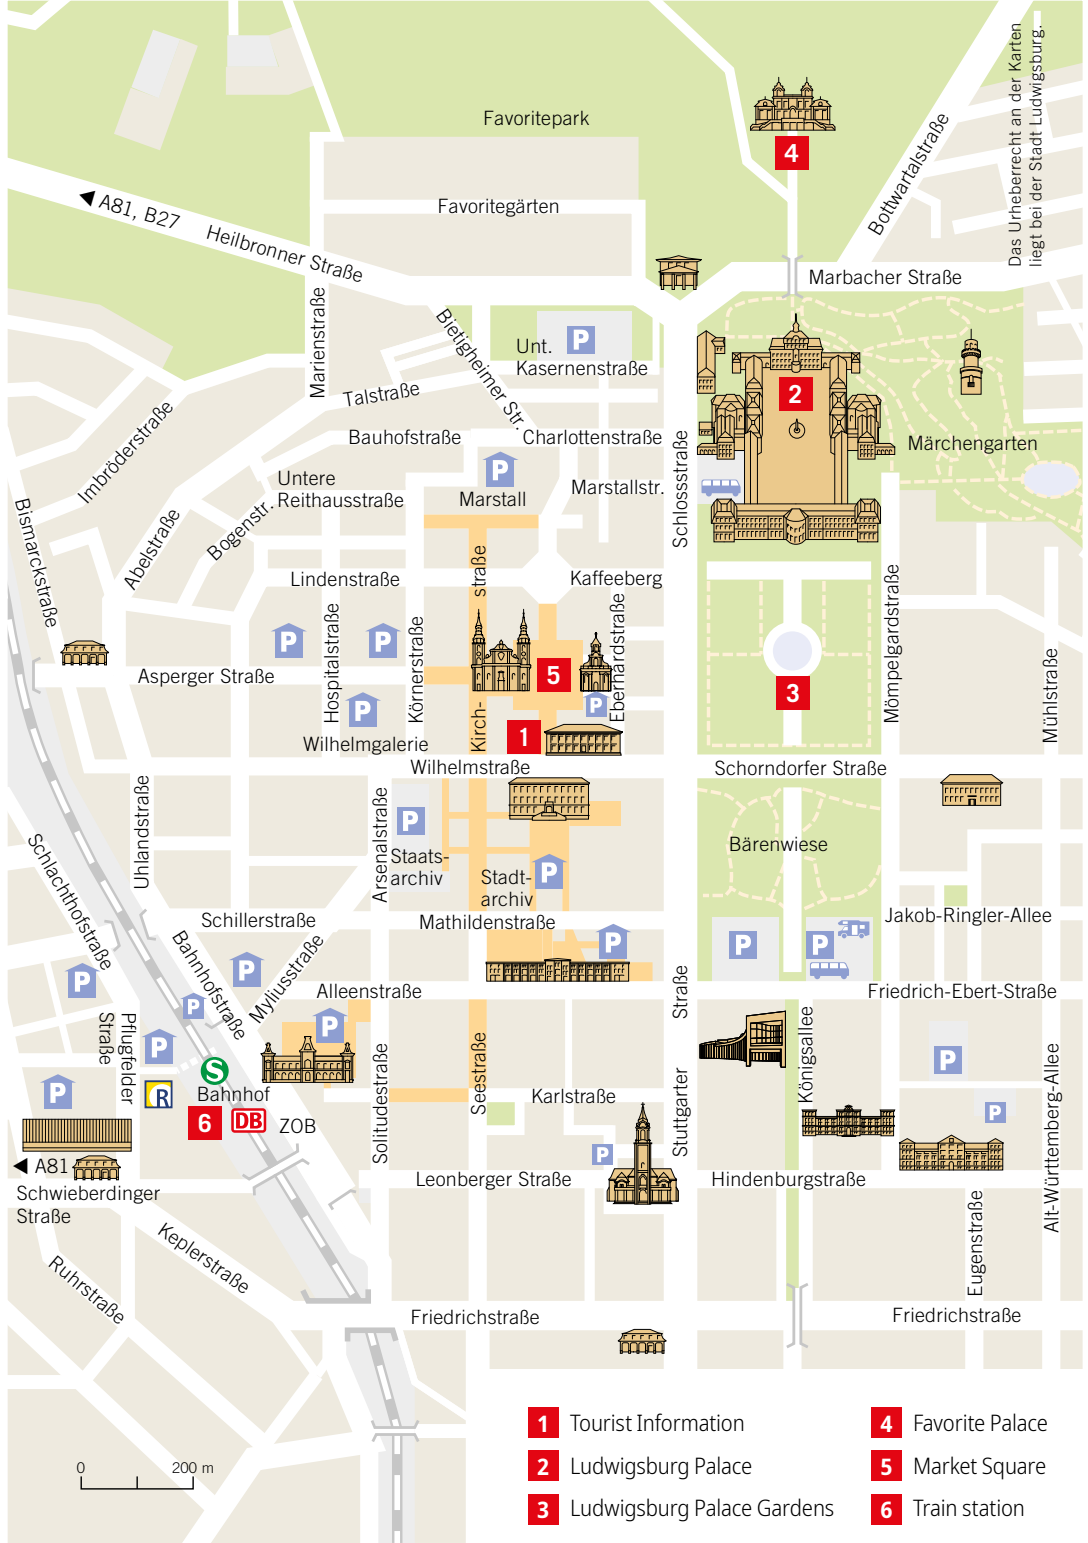 Das Urheberrecht an der Karten
liegt bei der Stadt Ludwigsburg.
Favoritepark
4
Bottwartalstraße
A81, B27
Favoritegärten
Heilbronner Straße
Marbacher Straße
Marienstraße
Bietigheimer Str.
P
Unt.
Kasernenstraße
2
Talstraße
Imbröderstraße
Bauhofstraße
Charlottenstraße
Schlossstraße
Märchengarten
Untere
Reithausstraße
P
Marstall
Marstallstr.
Bismarckstraße
Abelstraße
Bogenstr.
Kirch-
straße
Lindenstraße
Kaffeeberg
Mömpelgardstraße
Hospitalstraße
Körnerstraße
Eberhardstraße
P
P
5
3
Mühlstraße
Asperger Straße
P
P
1
Wilhelmgalerie
Wilhelmstraße
Schorndorfer Straße
Uhlandstraße
Arsenalstraße
P
Staats-
archiv
Bärenwiese
P
Stadt-
archiv
Schlachthofstraße
Schillerstraße
Mathildenstraße
Jakob-Ringler-Allee
Bahnhofstraße
Myliusstraße
P
P
P
P
P
Alleenstraße
Stuttgarter
Straße
Friedrich-Ebert-Straße
P
P
P
Pflugfelder
Straße
Solitudestraße
Seestraße
Königsallee
P
Alt-Württemberg-Allee
S
P
R
Bahnhof
Karlstraße
P
6
DB
ZOB
P
A81
Schwieberdinger
Straße
Leonberger Straße
Hindenburgstraße
Eugenstraße
Keplerstraße
Ruhrstraße
Friedrichstraße
Friedrichstraße
1 Tourist Information
2 Ludwigsburg Palace
3 Ludwigsburg Palace Gardens
4 Favorite Palace
5 Market Square
6 Train station
0 200 m